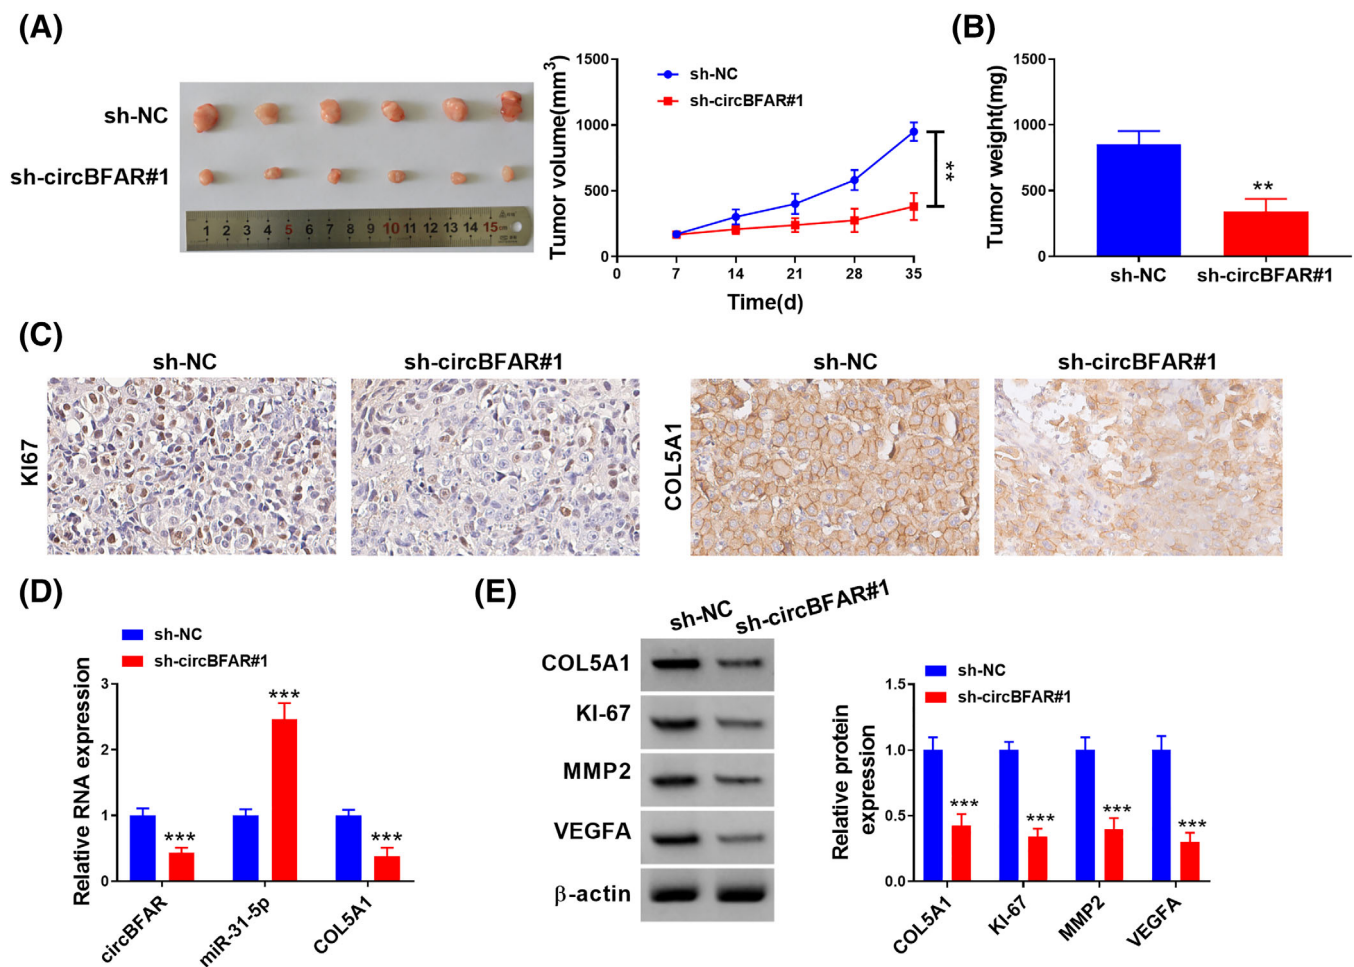 (A)
sh-NC
sh-circBFAR#1
1 2 3 4 5 6 7 8 9 10 11 12 13 14 15
Tumor volume(mm3)
1500
1000
500
0
sh-NC
sh-circBFAR#1
**
0 7 14 21 28 35
Time(d)
(B)
Tumor weight(mg)
1500
1000
500
0
**
sh-NC sh-circBFAR#1
(C)
sh-NC sh-circBFAR#1
KI67
sh-NC sh-circBFAR#1
COL5A1
(D)
sh-NC
sh-circBFAR#1
Relative RNA expression
3
2
1
0
*** *** ***
circBFAR miR-31-5p COL5A1
(E)
sh-NC sh-circBFAR#1
COL5A1
KI-67
MMP2
VEGFA
β-actin
sh-NC
sh-circBFAR#1
Relative protein
expression
1.5
1.0
0.5
0.0
*** *** *** ***
COL5A1 KI-67 MMP2 VEGFA